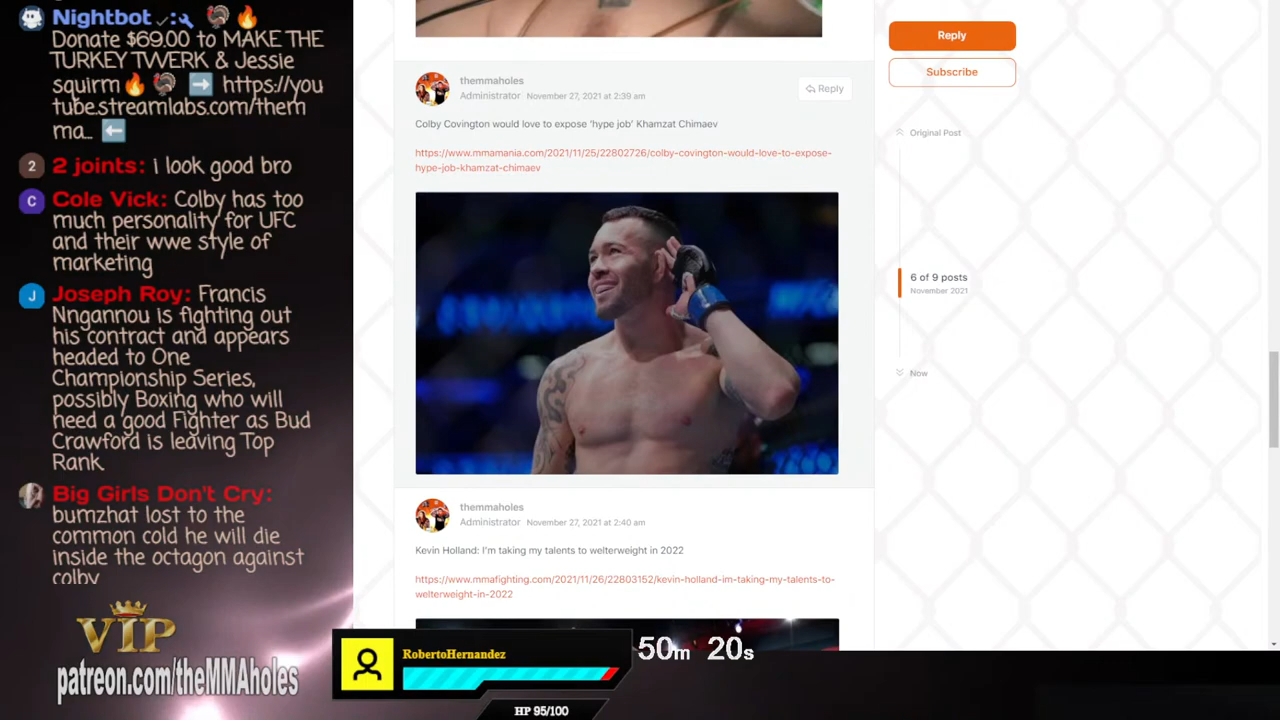 Nightbot
Donate $69.00 to MAKE THE
TURKEY TWERK & Jessie
squirm🔥🦃 ➡️ https://you
tube.streamlabs.com/them
ma... ⬅️
2 joints: i look good bro
Cole Vick: Colby has too
much personality for UFC
and their wwe style of
marketing
Joseph Roy: Francis
Nngannou is fighting out
his contract and appears
headed to One
Championship Series,
possibly Boxing who will
need a good Fighter as Bud
Crawford is leaving Top
Rank
Big Girls Don't Cry:
bumzhat lost to the
common cold he will die
inside the octagon against
colby
VIP
patreon.com/theMMAholes
themmaholes
Administrator November 27, 2021 at 2:39 am
Reply
Colby Covington would love to expose ‘hype job’ Khamzat Chimaev
https://www.mmamania.com/2021/11/25/22802726/colby-covington-would-love-to-expose-
hype-job-khamzat-chimaev
themmaholes
Administrator November 27, 2021 at 2:40 am
Kevin Holland: I'm taking my talents to welterweight in 2022
https://www.mmafighting.com/2021/11/26/22803152/kevin-holland-im-taking-my-talents-to-
welterweight-in-2022
Reply
Subscribe
Original Post
6 of 9 posts
November 2021
Now
RobertoHernandez
50m 20s
HP 95/100